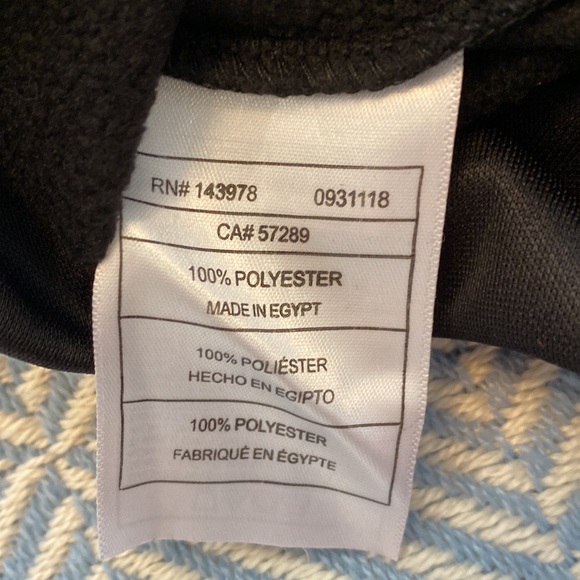 RN# 143978 0931118
CA# 57289
100% POLYESTER
MADE IN EGYPT
100% POLIÉSTER
HECHO EN EGIPTO
100% POLYESTER
FABRIQUÉ EN ÉGYPTE